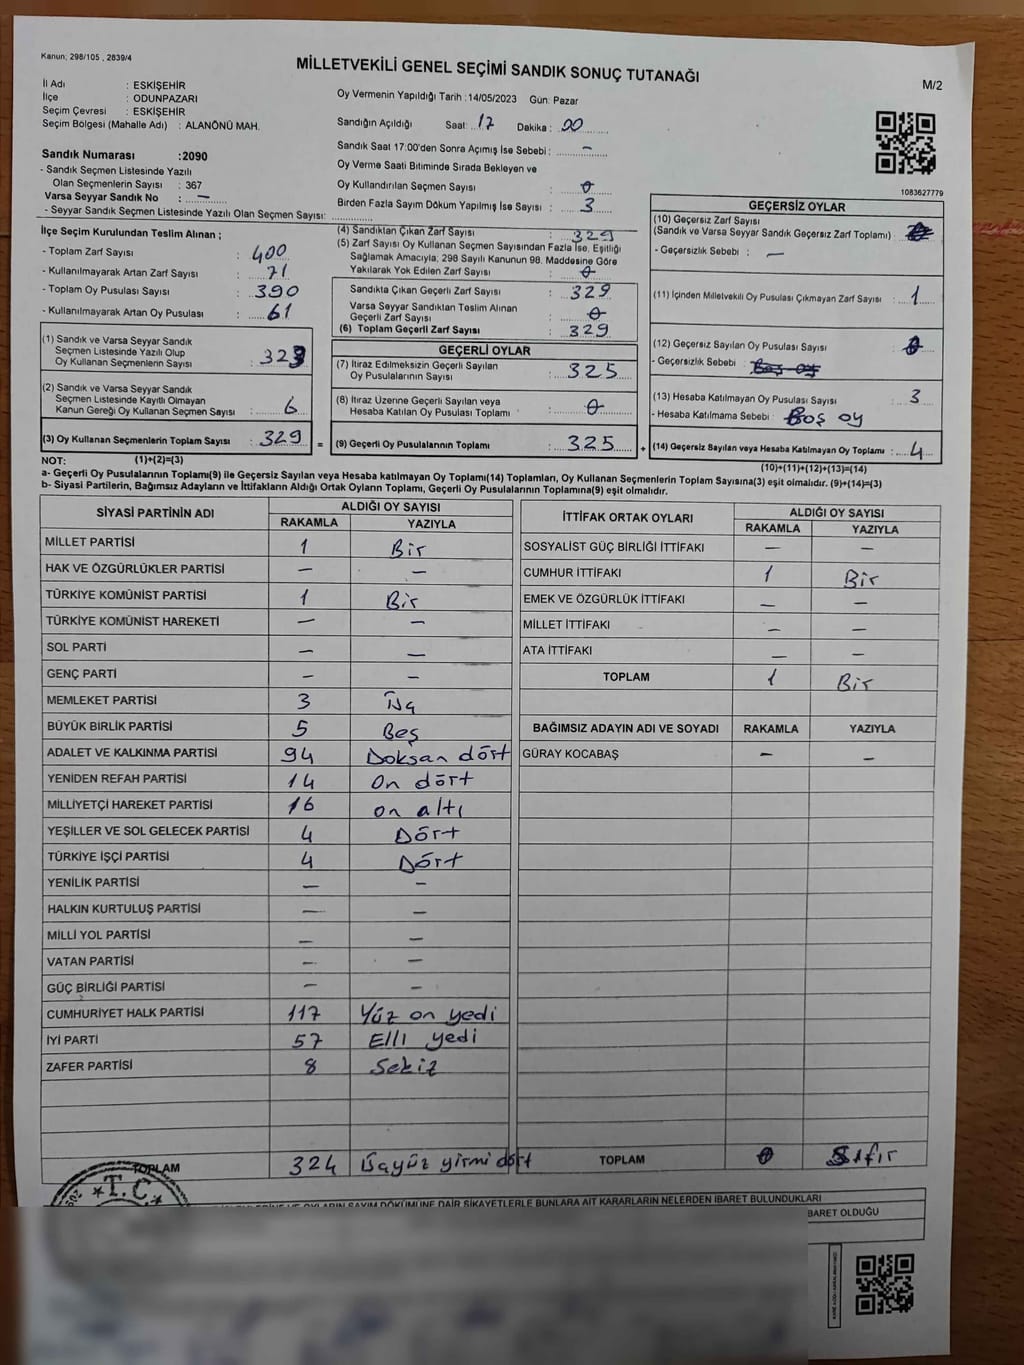 Kanun; 298/105 , 2839/4
MİLLETVEKİLİ GENEL SEÇİMİ SANDIK SONUÇ TUTANAĞI
M/2
İl Adı : ESKİŞEHİR
İlçe : ODUNPAZARI
Seçim Çevresi : ESKİŞEHİR
Seçim Bölgesi (Mahalle Adı) : ALANÖNÜ MAH.
Sandık Numarası :2090
- Sandık Seçmen Listesinde Yazılı
Olan Seçmenlerin Sayısı : 367
Varsa Seyyar Sandık No : —
- Seyyar Sandık Seçmen Listesinde Yazılı Olan Seçmen Sayısı:
Oy Vermenin Yapıldığı Tarih :14/05/2023 Gün: Pazar
Sandığın Açıldığı Saat: 17 Dakika : 00
Sandık Saat 17:00'den Sonra Açımış İse Sebebi : —
Oy Verme Saati Bitiminde Sırada Bekleyen ve
Oy Kullandırılan Seçmen Sayısı : 0
Birden Fazla Sayım Döküm Yapılmış İse Sayısı : 3
1083627779
İlçe Seçim Kurulundan Teslim Alınan ;
- Toplam Zarf Sayısı : 400
- Kullanılmayarak Artan Zarf Sayısı : 71
- Toplam Oy Pusulası Sayısı : 390
- Kullanılmayarak Artan Oy Pusulası : 61
(1) Sandık ve Varsa Seyyar Sandık
Seçmen Listesinde Yazılı Olup
Oy Kullanan Seçmenlerin Sayısı : 323
(2) Sandık ve Varsa Seyyar Sandık
Seçmen Listesinde Kayıtlı Olmayan
Kanun Gereği Oy Kullanan Seçmen Sayısı : 6
(3) Oy Kullanan Seçmenlerin Toplam Sayısı : 329 =
(4) Sandıktan Çıkan Zarf Sayısı : 329
(5) Zarf Sayısı Oy Kullanan Seçmen Sayısından Fazla İse, Eşitliği
Sağlamak Amacıyla; 298 Sayılı Kanunun 98. Maddesine Göre
Yakılarak Yok Edilen Zarf Sayısı : 0
Sandıkta Çıkan Geçerli Zarf Sayısı : 329
Varsa Seyyar Sandıktan Teslim Alınan
Geçerli Zarf Sayısı : 0
(6) Toplam Geçerli Zarf Sayısı : 329
GEÇERLİ OYLAR
(7) İtiraz Edilmeksizin Geçerli Sayılan
Oy Pusulalarının Sayısı : 325
(8) İtiraz Üzerine Geçerli Sayılan veya
Hesaba Katılan Oy Pusulası Toplamı : 0
(9) Geçerli Oy Pusulalarının Toplamı : 325 +
GEÇERSİZ OYLAR
(10) Geçersiz Zarf Sayısı
(Sandık ve Varsa Seyyar Sandık Geçersiz Zarf Toplamı) : 0
- Geçersizlik Sebebi : —
(11) İçinden Milletvekili Oy Pusulası Çıkmayan Zarf Sayısı : 1
(12) Geçersiz Sayılan Oy Pusulası Sayısı : 0
- Geçersizlik Sebebi : Boş oy
(13) Hesaba Katılmayan Oy Pusulası Sayısı : 3
- Hesaba Katılmama Sebebi : Boş oy
(14) Geçersiz Sayılan veya Hesaba Katılmayan Oy Toplamı : 4
NOT: (1)+(2)=(3)
(10)+(11)+(12)+(13)=(14)
a- Geçerli Oy Pusulalarının Toplamı(9) ile Geçersiz Sayılan veya Hesaba katılmayan Oy Toplamı(14) Toplamları, Oy Kullanan Seçmenlerin Toplam Sayısına(3) eşit olmalıdır. (9)+(14)=(3)
b- Siyasi Partilerin, Bağımsız Adayların ve İttifakların Aldığı Ortak Oyların Toplamı, Geçerli Oy Pusulalarının Toplamına(9) eşit olmalıdır.
SİYASİ PARTİNİN ADI ALDIĞI OY SAYISI
RAKAMLA YAZIYLA
MİLLET PARTİSİ 1 Bir
HAK VE ÖZGÜRLÜKLER PARTİSİ — —
TÜRKİYE KOMÜNİST PARTİSİ 1 Bir
TÜRKİYE KOMÜNİST HAREKETİ — —
SOL PARTİ — —
GENÇ PARTİ — —
MEMLEKET PARTİSİ 3 Üç
BÜYÜK BİRLİK PARTİSİ 5 Beş
ADALET VE KALKINMA PARTİSİ 94 Doksan dört
YENİDEN REFAH PARTİSİ 14 On dört
MİLLİYETÇİ HAREKET PARTİSİ 16 on altı
YEŞİLLER VE SOL GELECEK PARTİSİ 4 Dört
TÜRKİYE İŞÇİ PARTİSİ 4 Dört
YENİLİK PARTİSİ — —
HALKIN KURTULUŞ PARTİSİ — —
MİLLİ YOL PARTİSİ — —
VATAN PARTİSİ — —
GÜÇ BİRLİĞİ PARTİSİ — —
CUMHURİYET HALK PARTİSİ 117 Yüz on yedi
İYİ PARTİ 57 Elli yedi
ZAFER PARTİSİ 8 Sekiz
TOPLAM 324 Üçyüz yirmi dört
İTTİFAK ORTAK OYLARI ALDIĞI OY SAYISI
RAKAMLA YAZIYLA
SOSYALİST GÜÇ BİRLİĞİ İTTİFAKI — —
CUMHUR İTTİFAKI 1 Bir
EMEK VE ÖZGÜRLÜK İTTİFAKI — —
MİLLET İTTİFAKI — —
ATA İTTİFAKI — —
TOPLAM 1 Bir
BAĞIMSIZ ADAYIN ADI VE SOYADI RAKAMLA YAZIYLA
GÜRAY KOCABAŞ — —
TOPLAM 0 Sıfır
T.C.
OYLARIN SAYIM DÖKÜMÜNE DAİR ŞİKAYETLERLE BUNLARA AİT KARARLARIN NELERDEN İBARET BULUNDUKLARI
BARET OLDUĞU